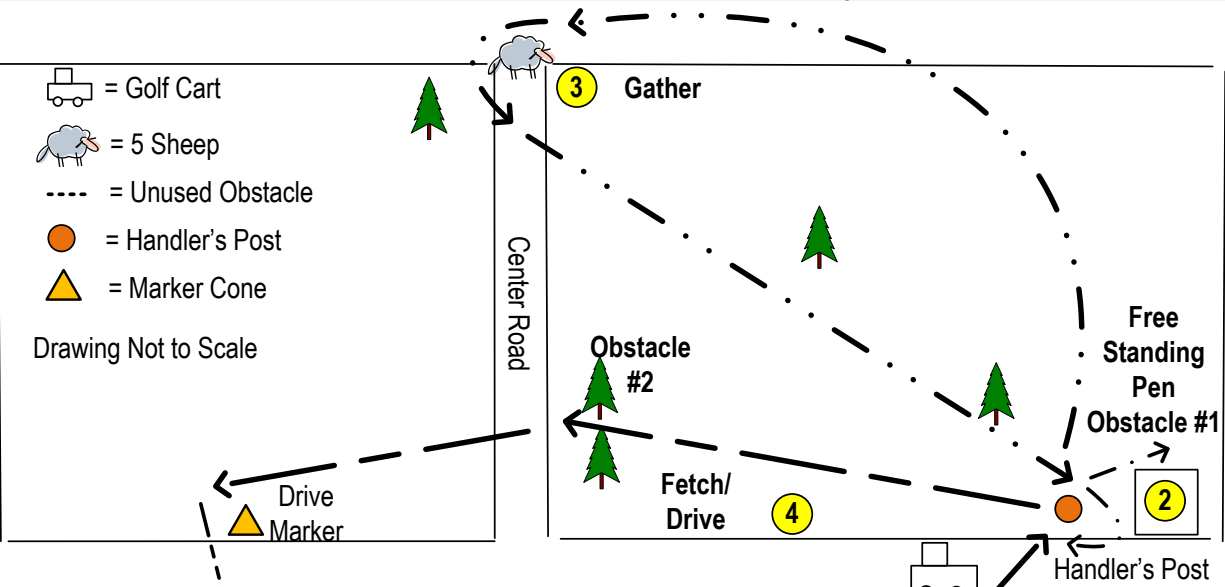 = Golf Cart
= 5 Sheep
= Unused Obstacle
= Handler's Post
= Marker Cone
Drawing Not to Scale
3
Gather
Center Road
Obstacle
#2
Free
Standing
Pen
Obstacle #1
2
Fetch/
Drive
4
Drive
Marker
Handler's Post